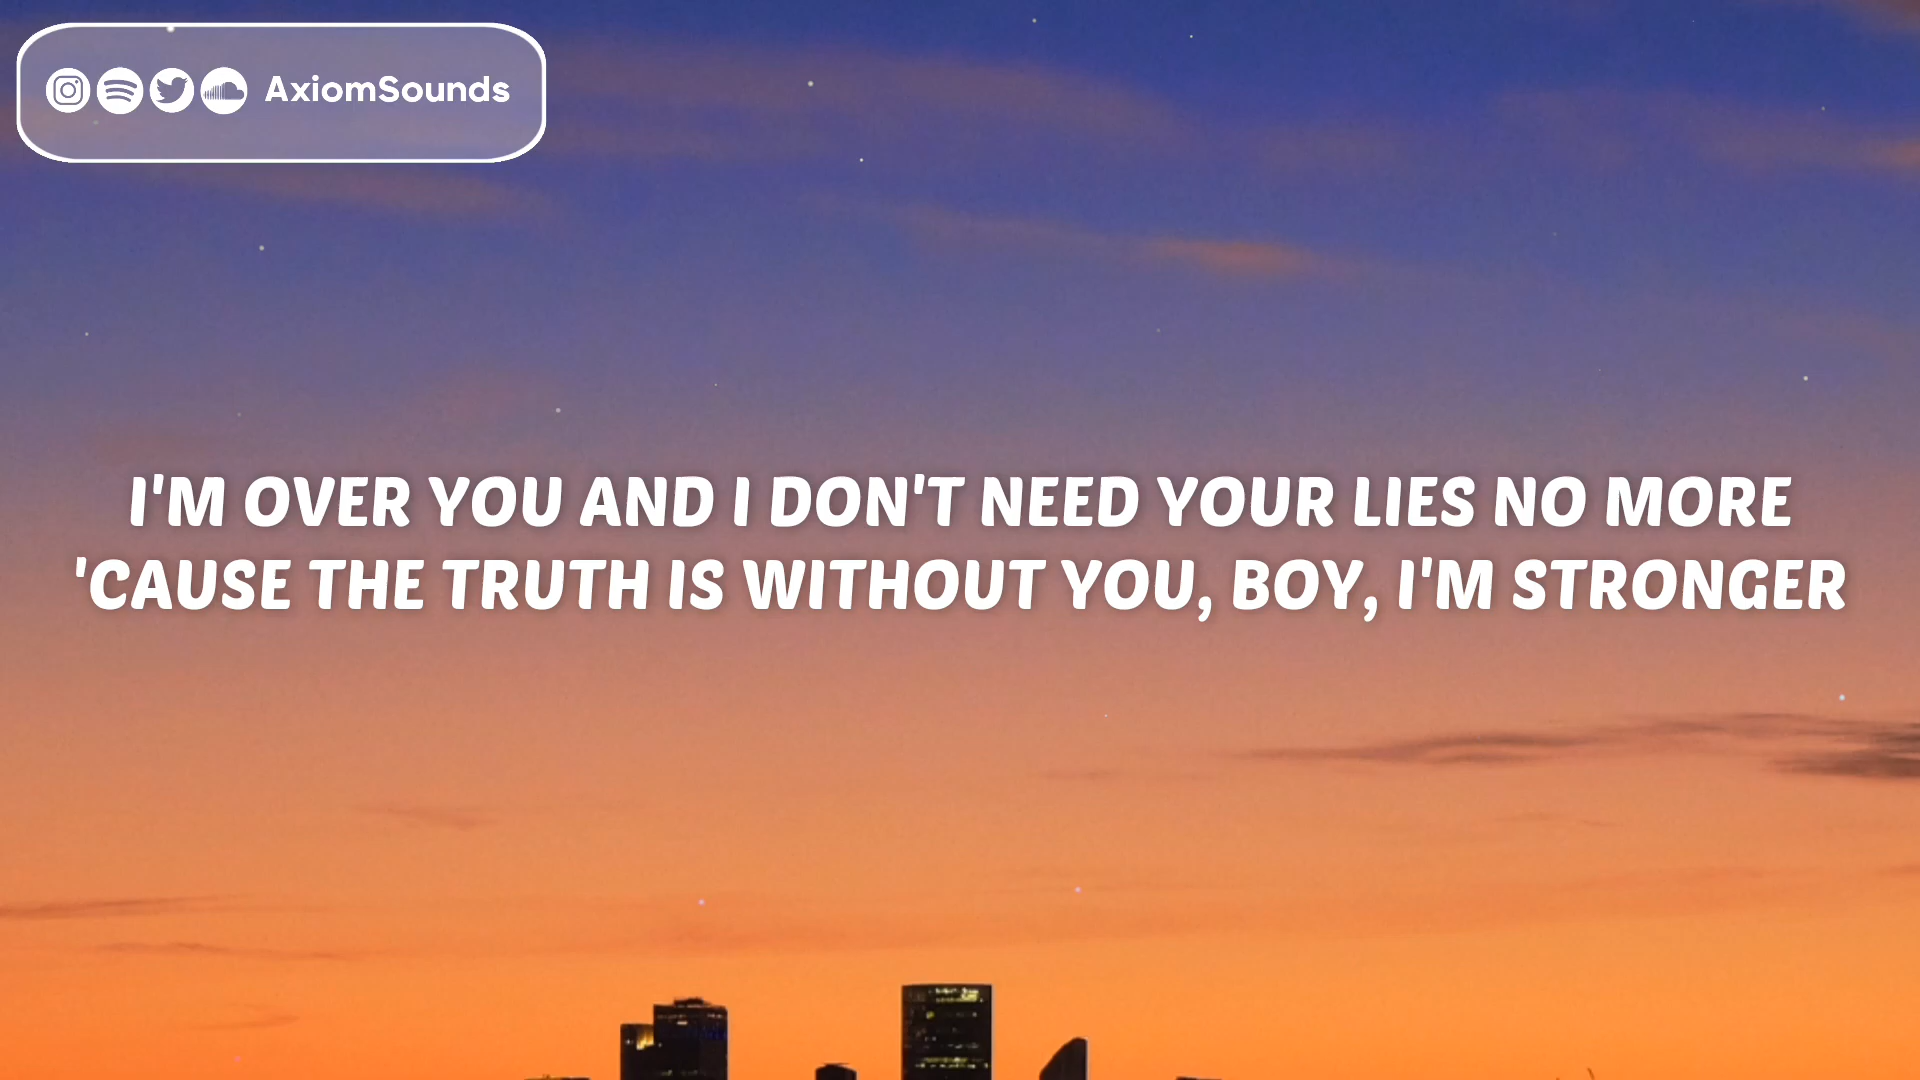 AxiomSounds
I'M OVER YOU AND I DON'T NEED YOUR LIES NO MORE
'CAUSE THE TRUTH IS WITHOUT YOU, BOY, I'M STRONGER